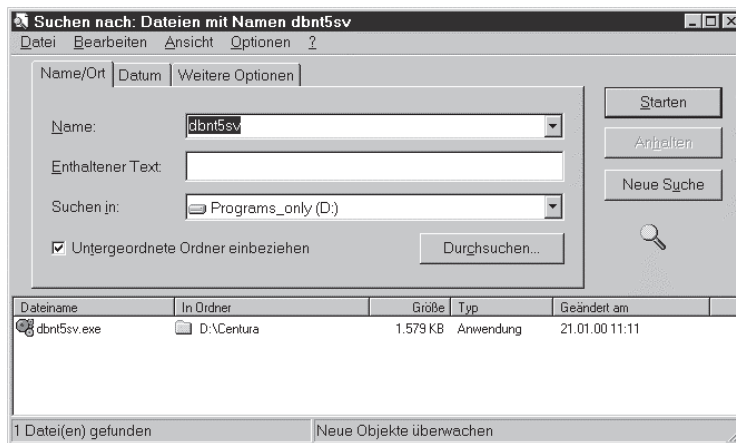 Suchen nach: Dateien mit Namen dbnt5sv
Datei Bearbeiten Ansicht Optionen ?
Name/Ort Datum Weitere Optionen
Name: dbnt5sv
Enthaltener Text:
Suchen in: Programs_only (D:)
Untergeordnete Ordner einbeziehen
Durchsuchen...
Starten
Anhalten
Neue Suche
Dateiname In Ordner Größe Typ Geändert am
dbnt5sv.exe D:\Centura 1.579 KB Anwendung 21.01.00 11:11
1 Datei(en) gefunden Neue Objekte überwachen